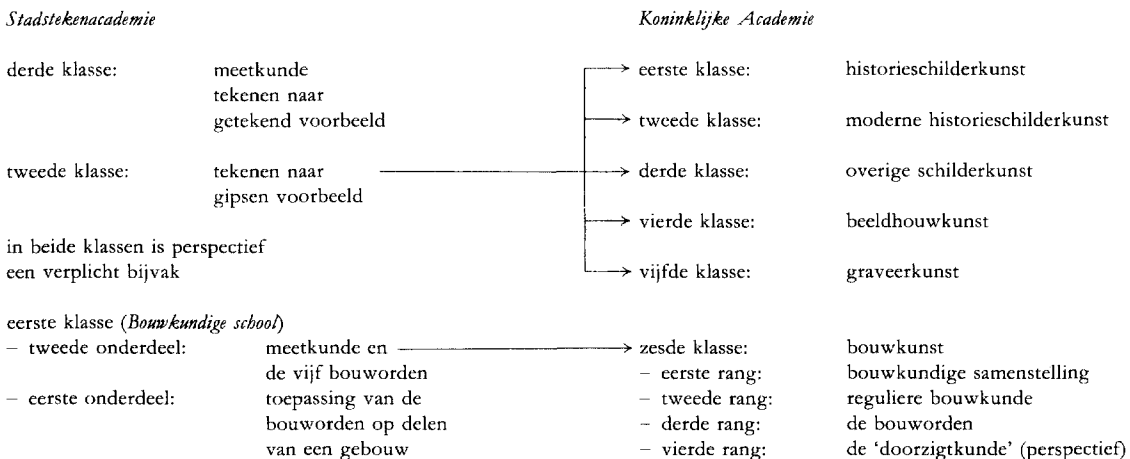 Stadstekenacademie Koninklijke Academie
derde klasse: meetkunde eerste klasse: historieschilderkunst
tekenen naar
getekend voorbeeld tweede klasse: moderne historieschilderkunst
tweede klasse: tekenen naar derde klasse: overige schilderkunst
gipsen voorbeeld
vierde klasse: beeldhouwkunst
in beide klassen is perspectief
een verplicht bijvak vijfde klasse: graveerkunst
eerste klasse (Bouwkundige school)
– tweede onderdeel: meetkunde en zesde klasse: bouwkunst
de vijf bouworden – eerste rang: bouwkundige samenstelling
– eerste onderdeel: toepassing van de – tweede rang: reguliere bouwkunde
bouworden op delen – derde rang: de bouworden
van een gebouw – vierde rang: de 'doorzigtkunde' (perspectief)